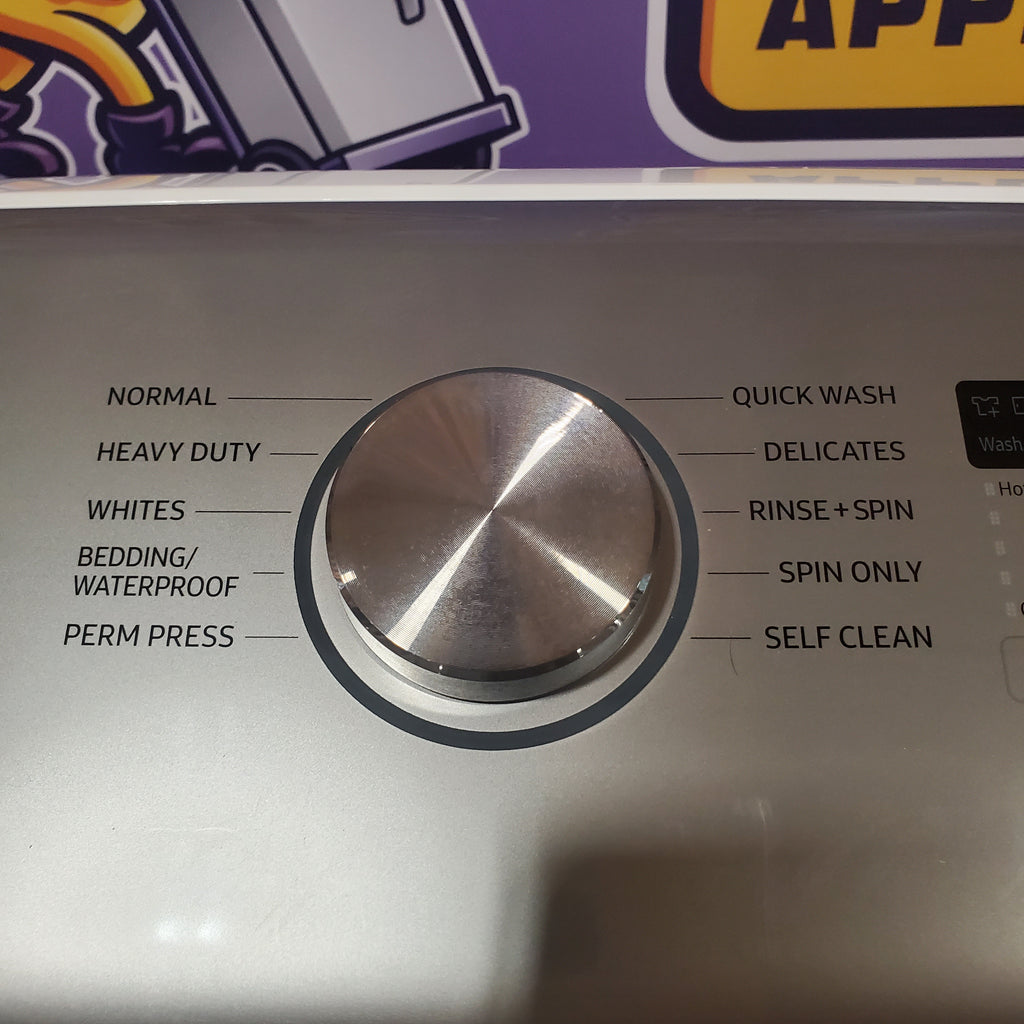 APP
NORMAL
HEAVY DUTY
WHITES
BEDDING/
WATERPROOF
PERM PRESS
QUICK WASH
DELICATES
RINSE + SPIN
SPIN ONLY
SELF CLEAN
Wash
Ho